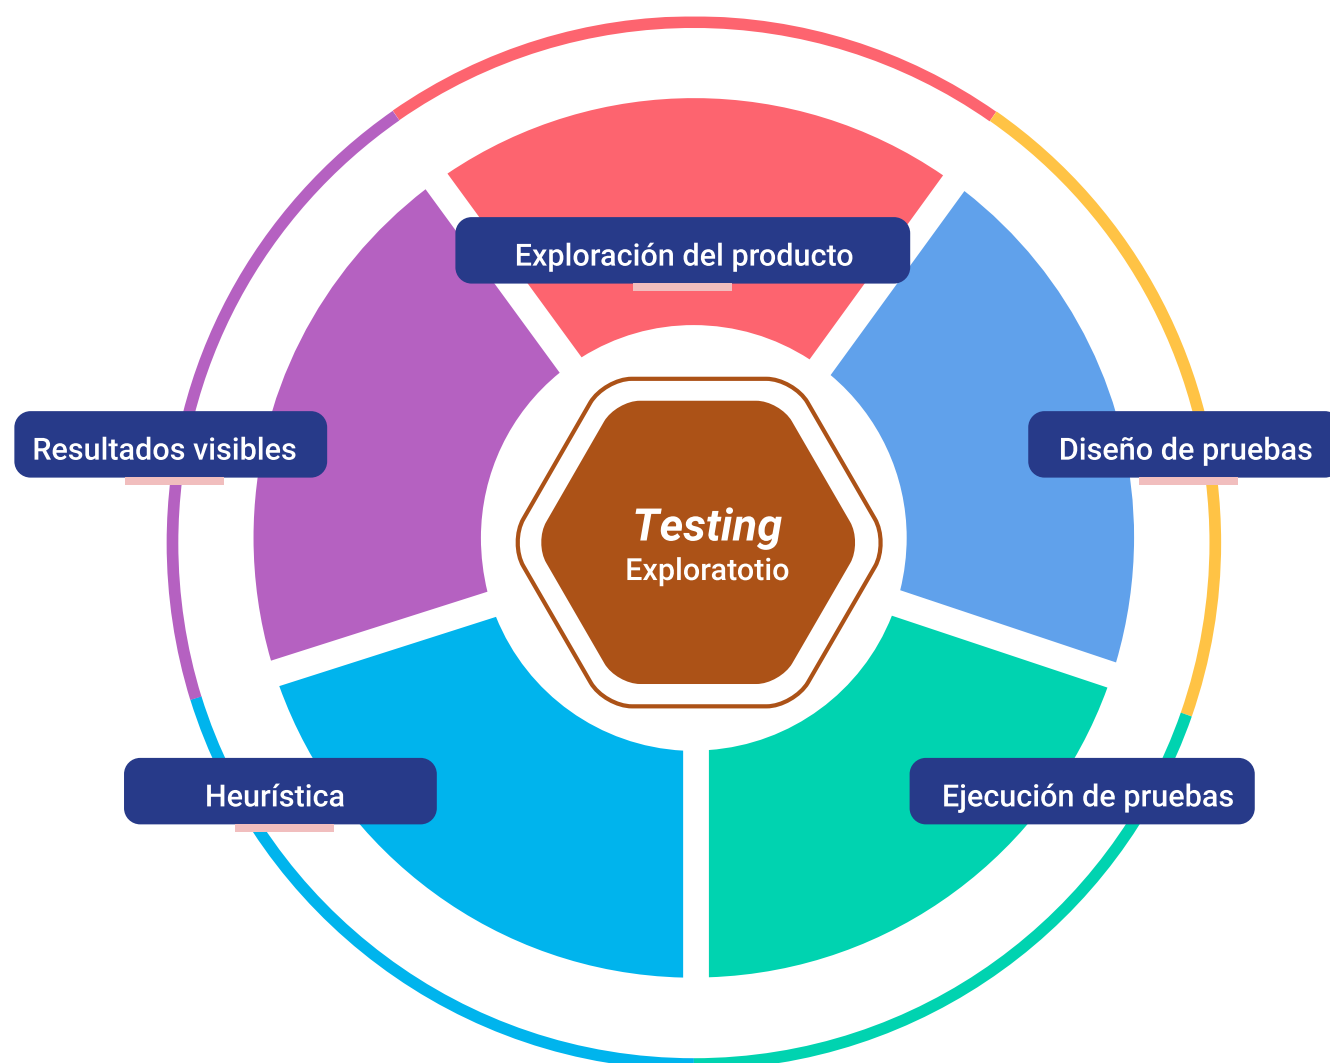 Exploración del producto
Resultados visibles
Diseño de pruebas
Testing
Exploratotio
Heurística
Ejecución de pruebas